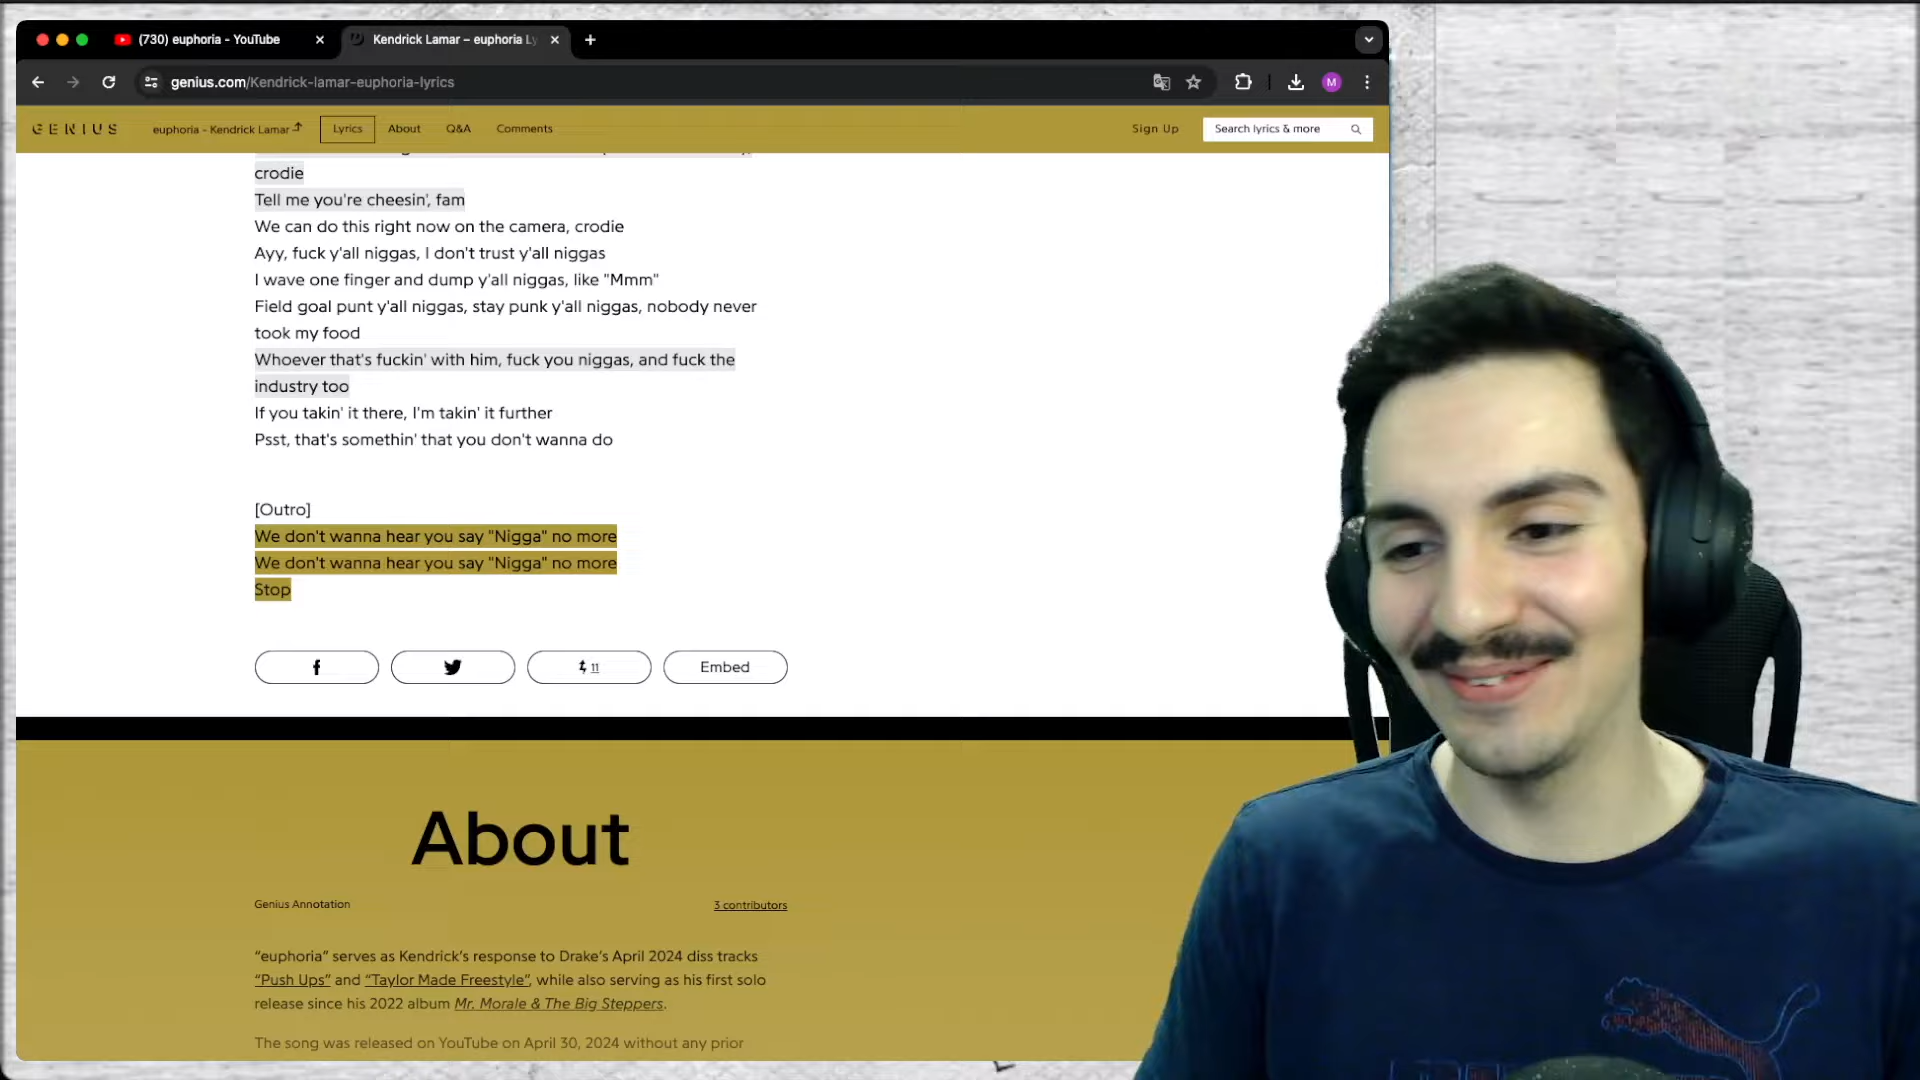 (730) euphoria - YouTube
Kendrick Lamar – euphoria Ly
genius.com/Kendrick-lamar-euphoria-lyrics
M
GENIUS
euphoria - Kendrick Lamar
Lyrics
About
Q&A
Comments
Sign Up
Search lyrics & more
crodie
Tell me you're cheesin', fam
We can do this right now on the camera, crodie
Ayy, fuck y'all niggas, I don't trust y'all niggas
I wave one finger and dump y'all niggas, like "Mmm"
Field goal punt y'all niggas, stay punk y'all niggas, nobody never
took my food
Whoever that's fuckin' with him, fuck you niggas, and fuck the
industry too
If you takin' it there, I'm takin' it further
Psst, that's somethin' that you don't wanna do
[Outro]
We don't wanna hear you say "Nigga" no more
We don't wanna hear you say "Nigga" no more
Stop
11
Embed
About
Genius Annotation
3 contributors
“euphoria” serves as Kendrick’s response to Drake’s April 2024 diss tracks
“Push Ups” and “Taylor Made Freestyle”, while also serving as his first solo
release since his 2022 album Mr. Morale & The Big Steppers.
The song was released on YouTube on April 30, 2024 without any prior